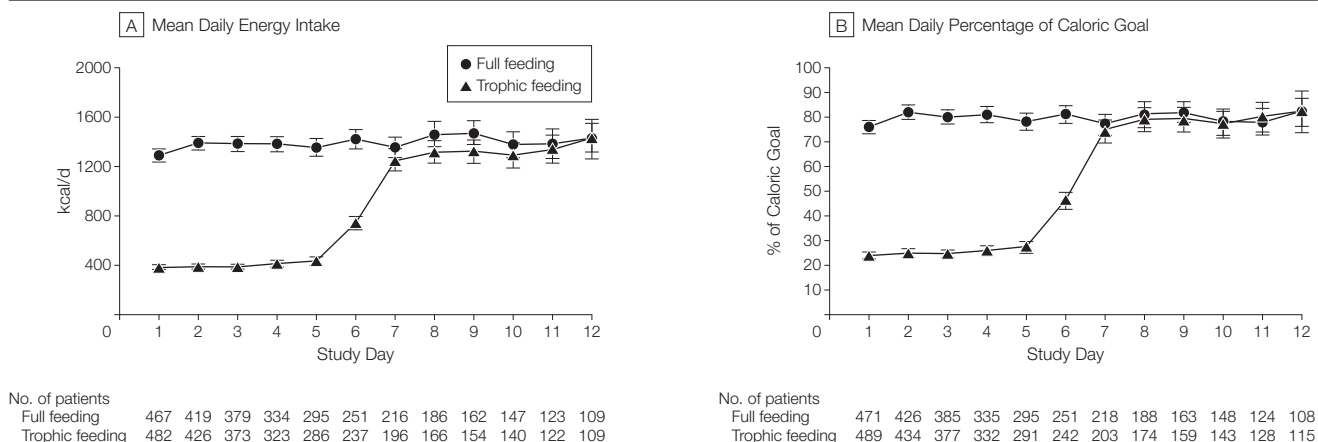 A Mean Daily Energy Intake
2000
1600
1200
800
400
0
kcal/d
Full feeding
Trophic feeding
1 2 3 4 5 6 7 8 9 10 11 12
Study Day
No. of patients
Full feeding 467 419 379 334 295 251 216 186 162 147 123 109
Trophic feeding 482 426 373 323 286 237 196 166 154 140 122 109
B Mean Daily Percentage of Caloric Goal
100
90
80
70
60
50
40
30
20
10
0
% of Caloric Goal
1 2 3 4 5 6 7 8 9 10 11 12
Study Day
No. of patients
Full feeding 471 426 385 335 295 251 218 188 163 148 124 108
Trophic feeding 489 434 377 332 291 242 203 174 159 143 128 115